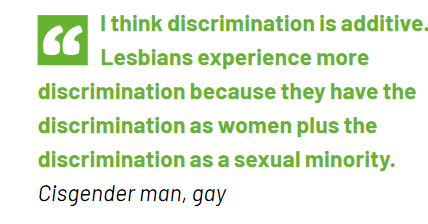 I think discrimination is additive.
Lesbians experience more
discrimination because they have the
discrimination as women plus the
discrimination as a sexual minority.
Cisgender man, gay